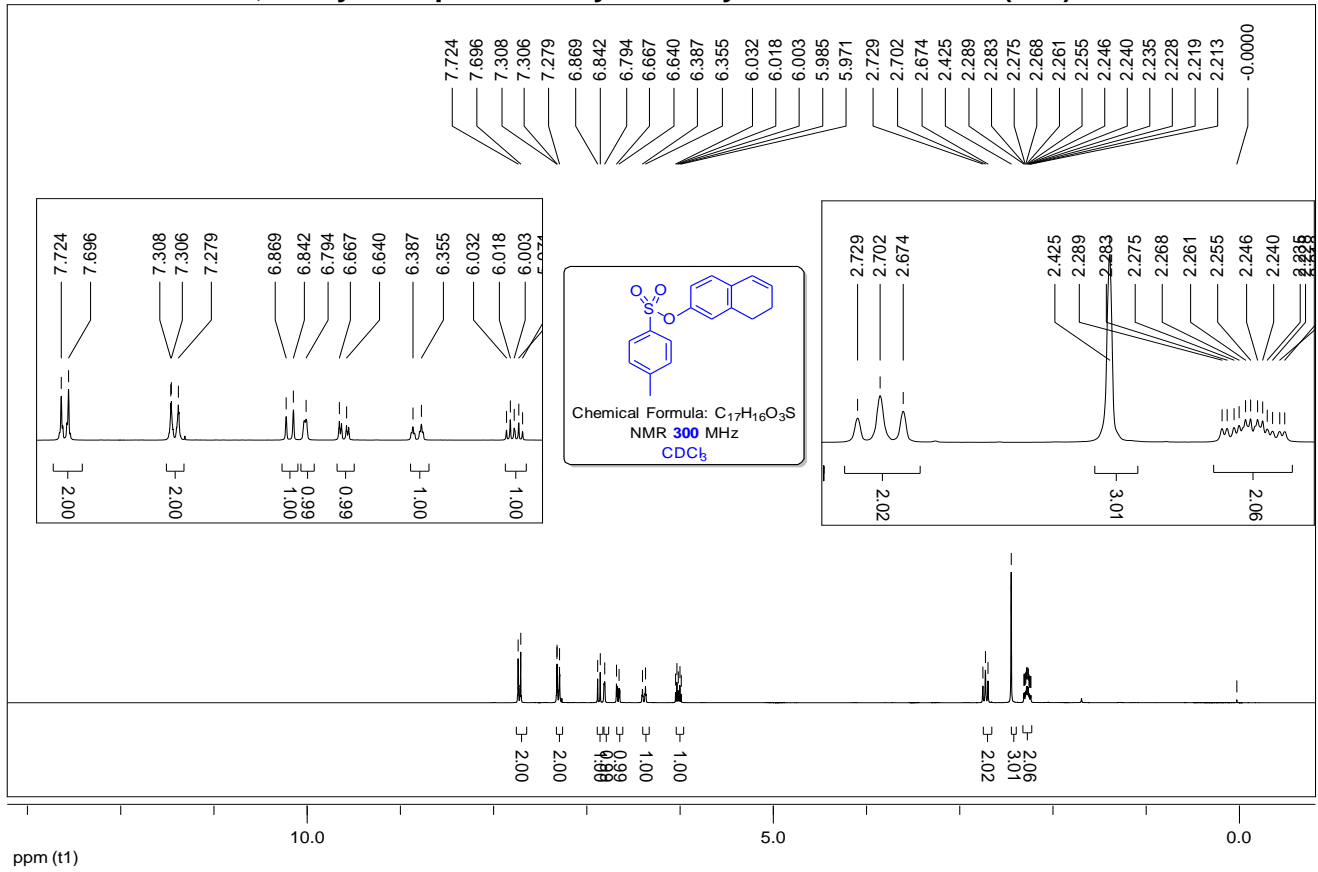 7.724 7.696 7.308 7.306 7.279 6.869 6.842 6.794 6.667 6.640 6.387 6.355 6.032 6.018 6.003 5.985 5.971 2.729 2.702 2.674 2.425 2.289 2.283 2.275 2.268 2.261 2.255 2.246 2.240 2.235 2.228 2.219 2.213 -0.0000
7.724 7.696 7.308 7.306 7.279 6.869 6.842 6.794 6.667 6.640 6.387 6.355 6.032 6.018 6.003
2.00 2.00 1.00 0.99 0.99 1.00 1.00
O O
S
O
Chemical Formula: C17H16O3S
NMR 300 MHz
CDCl3
2.729 2.702 2.674 2.425 2.289 2.283 2.275 2.268 2.261 2.255 2.246 2.240
2.02 3.01 2.06
2.00 2.00 1.00 0.99 0.99 1.00 1.00 2.02 3.01 2.06
10.0 5.0 0.0
ppm (t1)